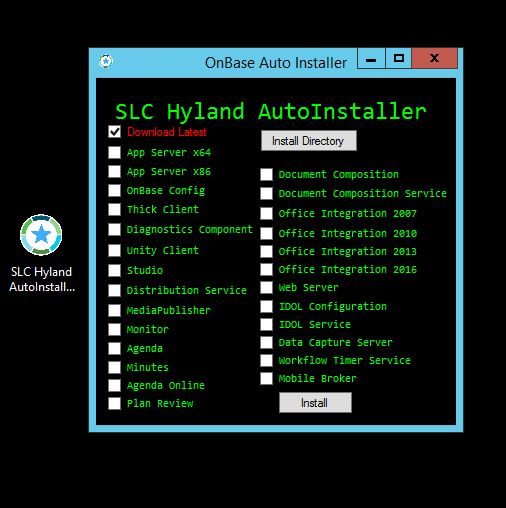 OnBase Auto Installer
SLC Hyland AutoInstaller
Download Latest
App Server x64
App Server x86
OnBase Config
Thick Client
Diagnostics Component
Unity Client
Studio
Distribution Service
MediaPublisher
Monitor
Agenda
Minutes
Agenda Online
Plan Review
Install Directory
Document Composition
Document Composition Service
Office Integration 2007
Office Integration 2010
Office Integration 2013
Office Integration 2016
Web Server
IDOL Configuration
IDOL Service
Data Capture Server
Workflow Timer Service
Mobile Broker
Install
SLC Hyland
AutoInstall...